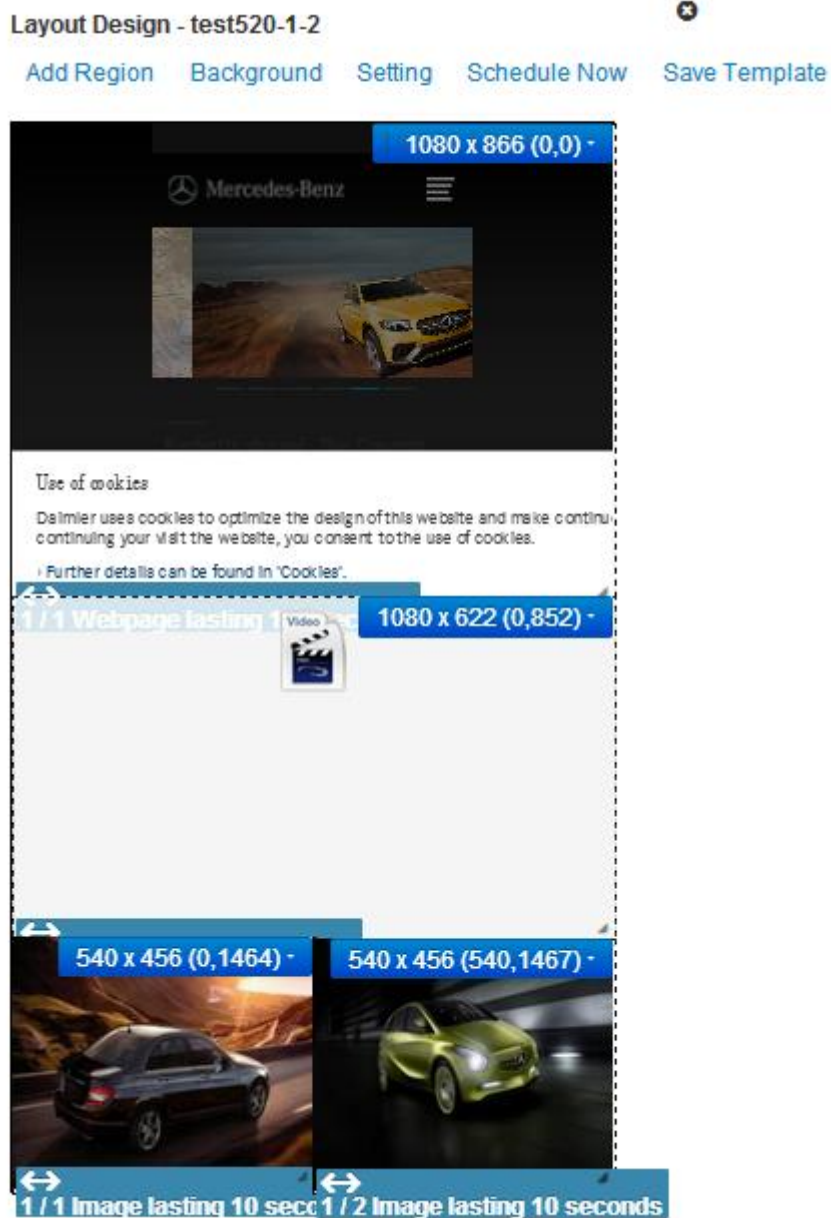 Layout Design - test520-1-2
Add Region Background Setting Schedule Now Save Template
1080 x 866 (0,0)
Mercedes-Benz
Use of cookies
Daimler uses cookies to optimize the design of this website and make continu
continuing your visit the website, you consent to the use of cookies.
› Further details can be found in 'Cookies'.
1 / 1 Webpage lasting 1
Video
1080 x 622 (0,852)
540 x 456 (0,1464)
540 x 456 (540,1467)
1 / 1 Image lasting 10 seco
1 / 2 Image lasting 10 seconds